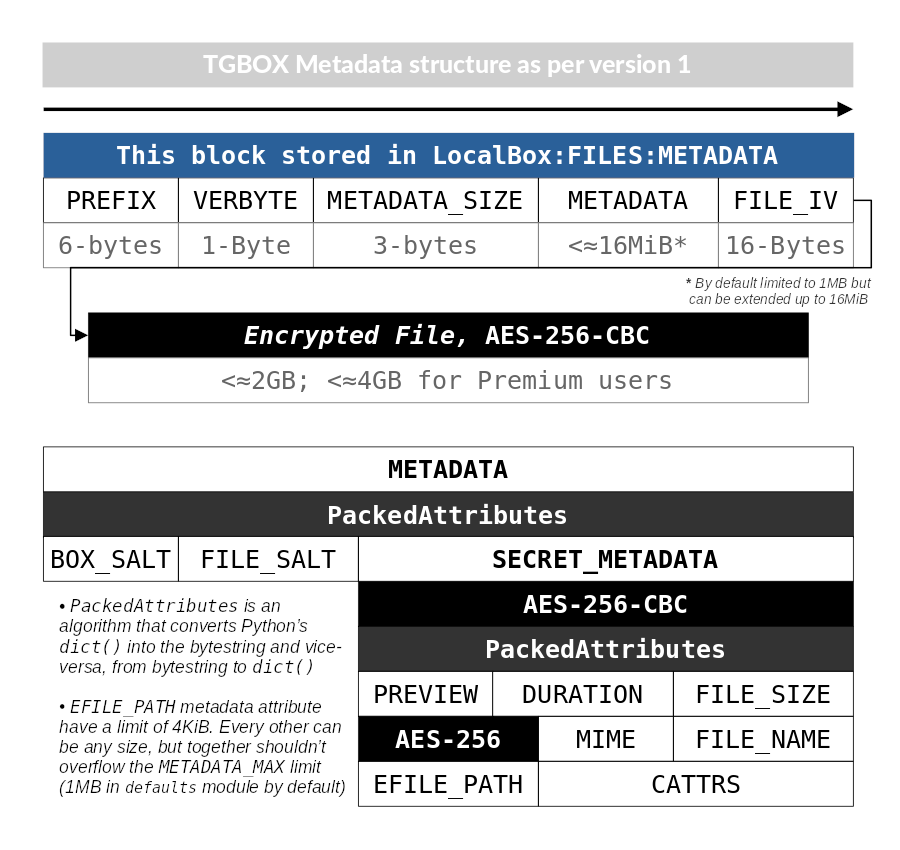 TGBOX Metadata structure as per version 1
This block stored in LocalBox:FILES:METADATA
PREFIX VERBYTE METADATA_SIZE METADATA FILE_IV
6-bytes 1-Byte 3-bytes <≈16MiB* 16-Bytes
* By default limited to 1MB but
can be extended up to 16MiB
Encrypted File, AES-256-CBC
<≈2GB; <≈4GB for Premium users
METADATA
PackedAttributes
BOX_SALT FILE_SALT SECRET_METADATA
• PackedAttributes is an
algorithm that converts Python’s
dict() into the bytestring and vice-
versa, from bytestring to dict()
• EFILE_PATH metadata attribute
have a limit of 4KiB. Every other can
be any size, but together shouldn’t
overflow the METADATA_MAX limit
(1MB in defaults module by default)
AES-256-CBC
PackedAttributes
PREVIEW DURATION FILE_SIZE
AES-256 MIME FILE_NAME
EFILE_PATH CATTRS